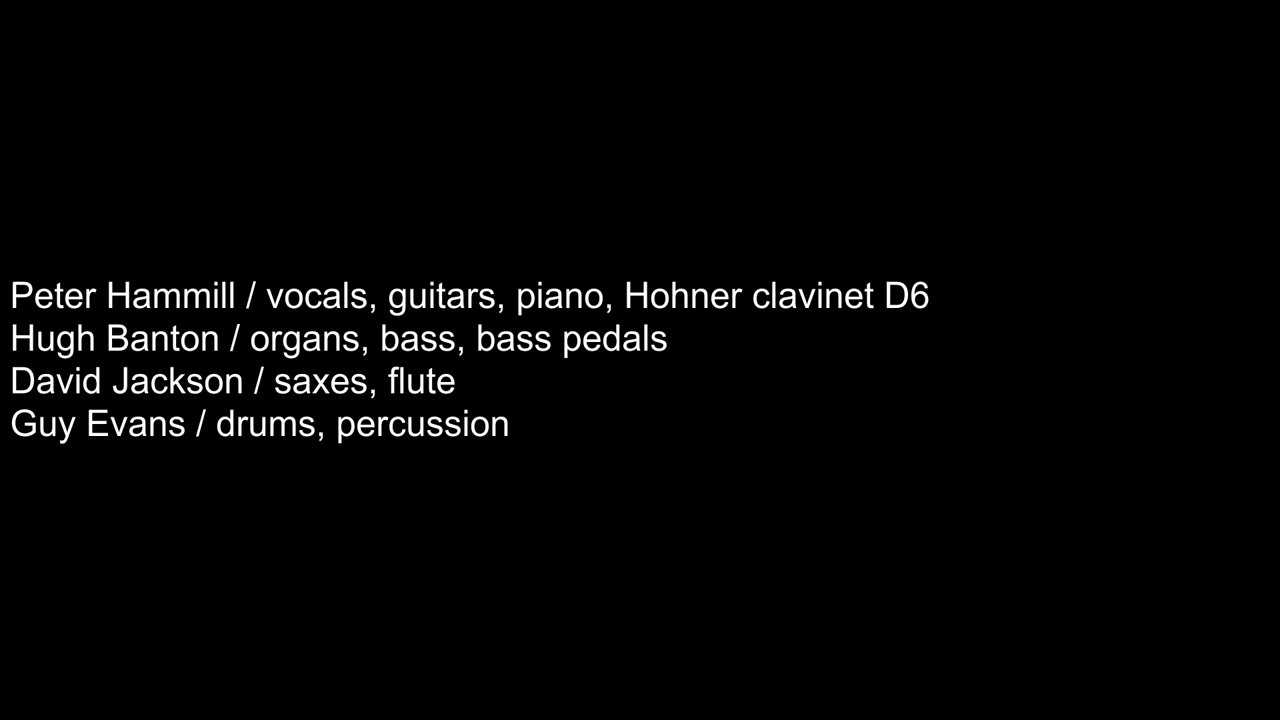 Peter Hammill / vocals, guitars, piano, Hohner clavinet D6
Hugh Banton / organs, bass, bass pedals
David Jackson / saxes, flute
Guy Evans / drums, percussion